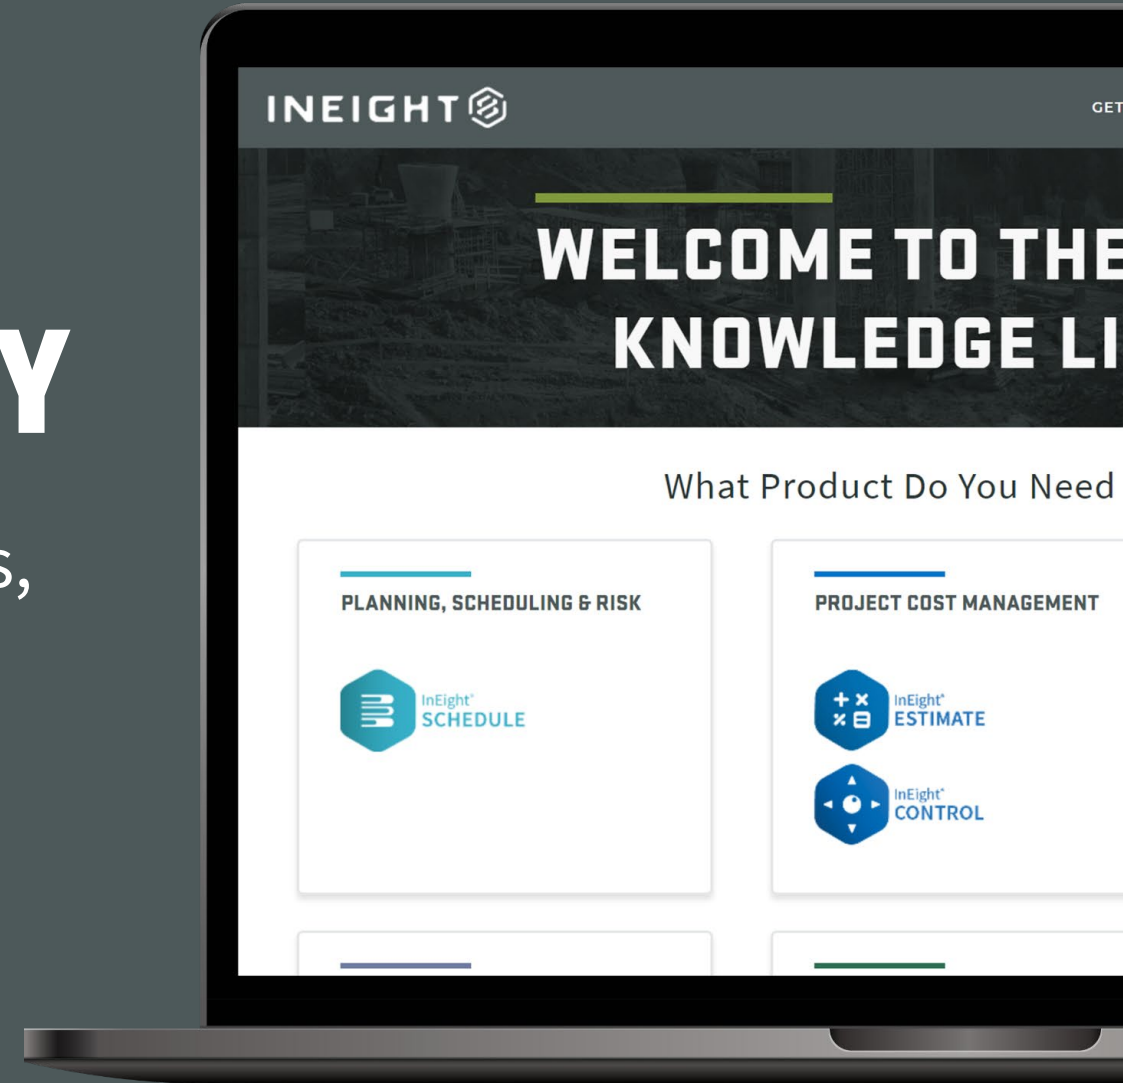 Y
s,
INEIGHT
GET
WELCOME TO THE
KNOWLEDGE LI
What Product Do You Need
PLANNING, SCHEDULING & RISK
InEight®
SCHEDULE
PROJECT COST MANAGEMENT
InEight®
ESTIMATE
InEight®
CONTROL